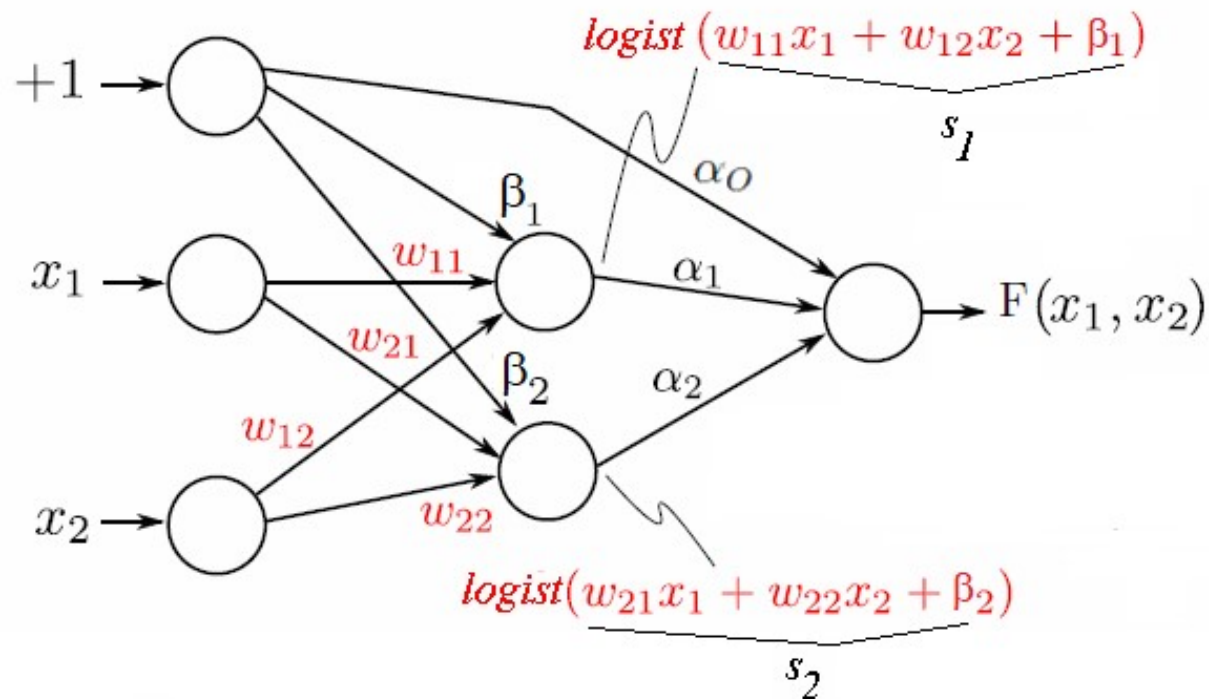 logist (w₁₁x₁ + w₁₂x₂ + β₁)
s₁
+1
α_O
β₁
x₁
w₁₁
α₁
F(x₁, x₂)
w₂₁
β₂
α₂
w₁₂
x₂
w₂₂
logist(w₂₁x₁ + w₂₂x₂ + β₂)
s₂